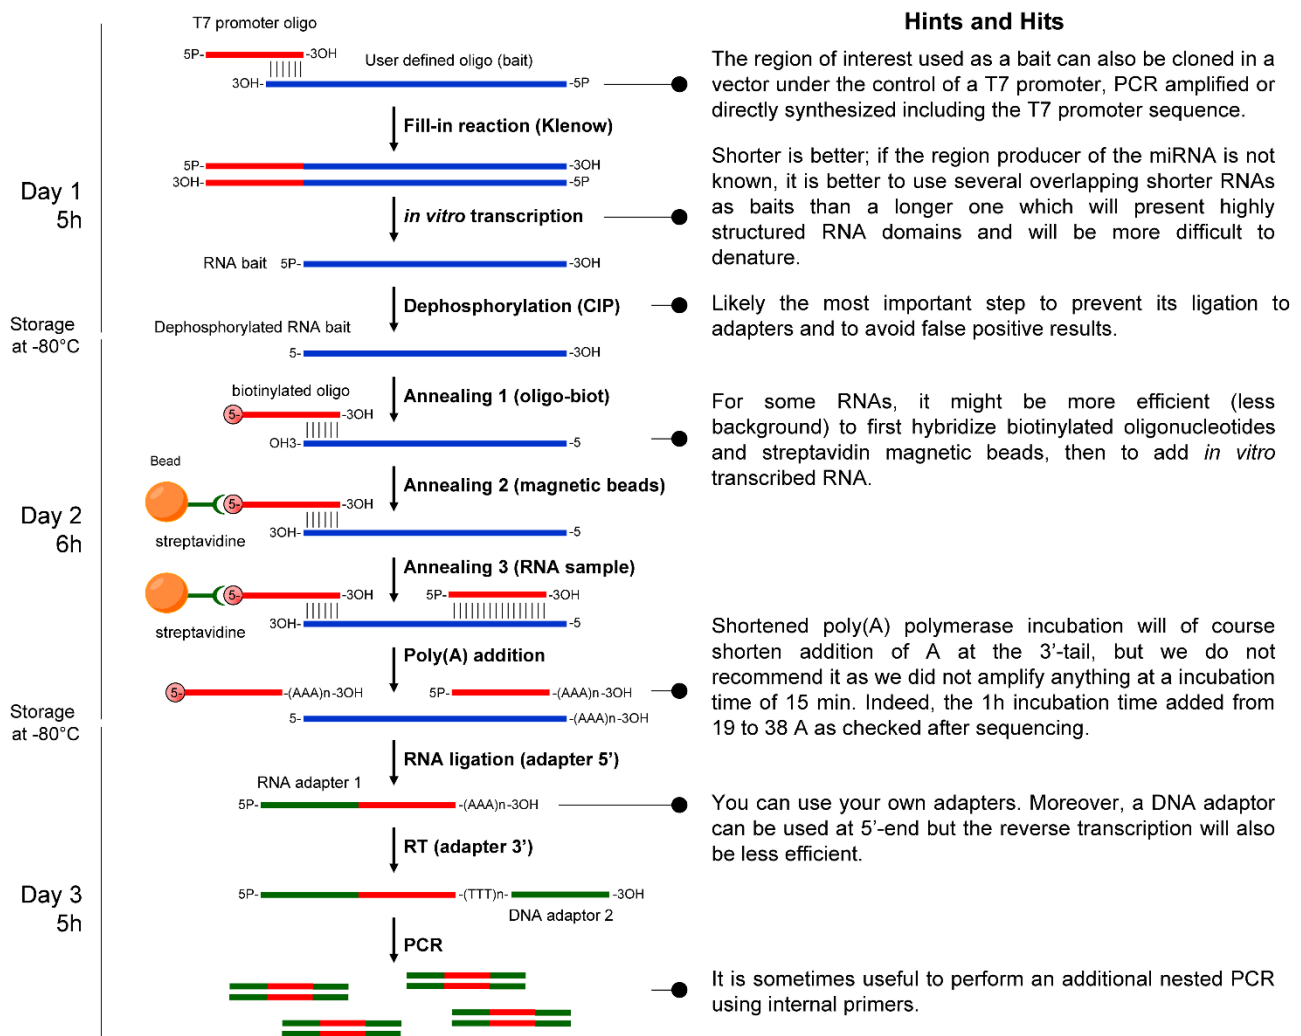 T7 promoter oligo
5P-
-3OH
User defined oligo (bait)
3OH-
-5P
Fill-in reaction (Klenow)
5P-
-3OH
3OH-
-5P
in vitro transcription
RNA bait 5P-
-3OH
Dephosphorylation (CIP)
Dephosphorylated RNA bait
5-
-3OH
biotinylated oligo
Annealing 1 (oligo-biot)
5-
-3OH
OH3-
-5
Bead
Annealing 2 (magnetic beads)
5-
-3OH
3OH-
-5
streptavidine
Annealing 3 (RNA sample)
5-
-3OH
5P-
-3OH
3OH-
-5
streptavidine
Poly(A) addition
5-
-(AAA)n-3OH
5P-
-(AAA)n-3OH
5-
-(AAA)n-3OH
RNA ligation (adapter 5’)
RNA adapter 1
5P-
-(AAA)n-3OH
RT (adapter 3’)
5P-
-(TTT)n-
-3OH
DNA adaptor 2
PCR
Day 1
5h
Storage
at -80°C
Day 2
6h
Storage
at -80°C
Day 3
5h
Hints and Hits
The region of interest used as a bait can also be cloned in a
vector under the control of a T7 promoter, PCR amplified or
directly synthesized including the T7 promoter sequence.
Shorter is better; if the region producer of the miRNA is not
known, it is better to use several overlapping shorter RNAs
as baits than a longer one which will present highly
structured RNA domains and will be more difficult to
denature.
Likely the most important step to prevent its ligation to
adapters and to avoid false positive results.
For some RNAs, it might be more efficient (less
background) to first hybridize biotinylated oligonucleotides
and streptavidin magnetic beads, then to add in vitro
transcribed RNA.
Shortened poly(A) polymerase incubation will of course
shorten addition of A at the 3’-tail, but we do not
recommend it as we did not amplify anything at a incubation
time of 15 min. Indeed, the 1h incubation time added from
19 to 38 A as checked after sequencing.
You can use your own adapters. Moreover, a DNA adaptor
can be used at 5’-end but the reverse transcription will also
be less efficient.
It is sometimes useful to perform an additional nested PCR
using internal primers.